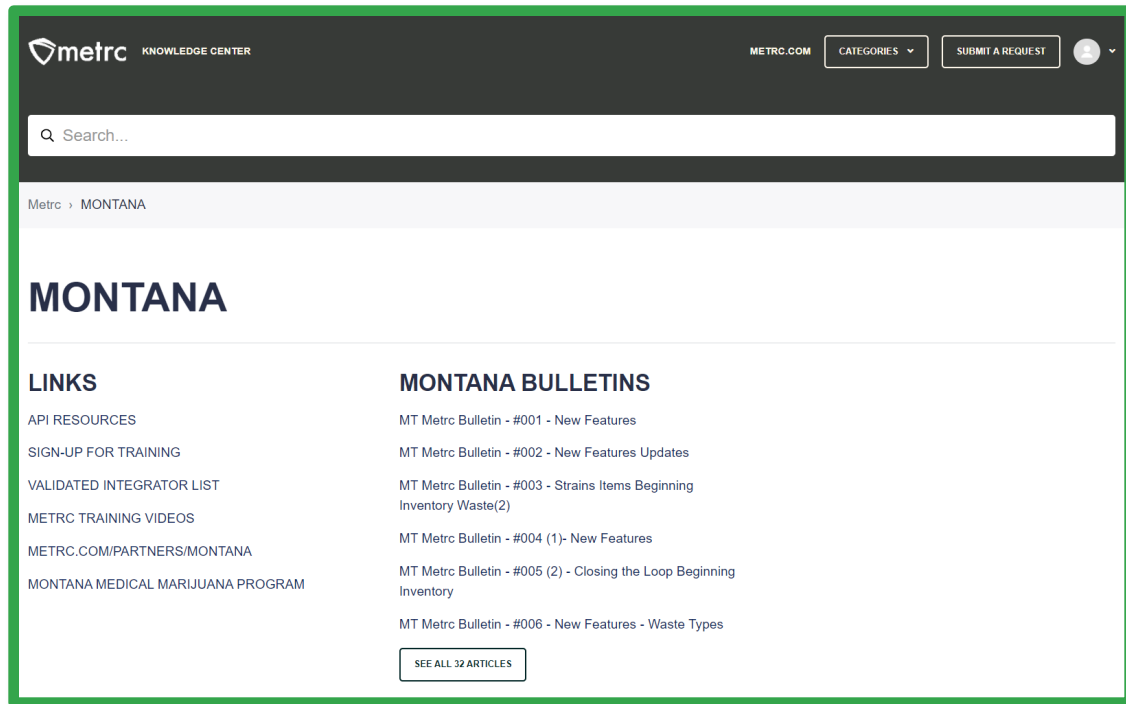 metrc KNOWLEDGE CENTER METRC.COM CATEGORIES SUBMIT A REQUEST
Search...
Metrc › MONTANA
MONTANA
LINKS
API RESOURCES
SIGN-UP FOR TRAINING
VALIDATED INTEGRATOR LIST
METRC TRAINING VIDEOS
METRC.COM/PARTNERS/MONTANA
MONTANA MEDICAL MARIJUANA PROGRAM
MONTANA BULLETINS
MT Metrc Bulletin - #001 - New Features
MT Metrc Bulletin - #002 - New Features Updates
MT Metrc Bulletin - #003 - Strains Items Beginning
Inventory Waste(2)
MT Metrc Bulletin - #004 (1)- New Features
MT Metrc Bulletin - #005 (2) - Closing the Loop Beginning
Inventory
MT Metrc Bulletin - #006 - New Features - Waste Types
SEE ALL 32 ARTICLES